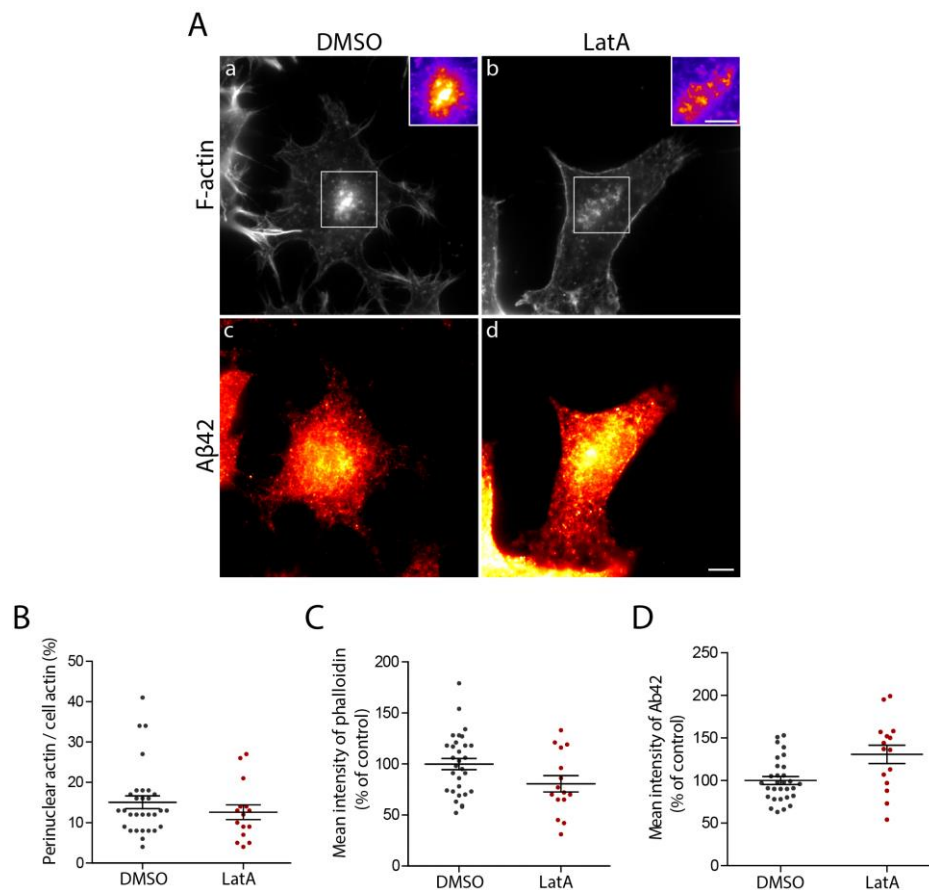 A
DMSO
LatA
F-actin
a
b
Aβ42
c
d
B
Perinuclear actin / cell actin (%)
50
40
30
20
10
0
DMSO
LatA
C
Mean intensity of phalloidin
(% of control)
200
150
100
50
0
DMSO
LatA
D
Mean intensity of Ab42
(% of control)
250
200
150
100
50
0
DMSO
LatA